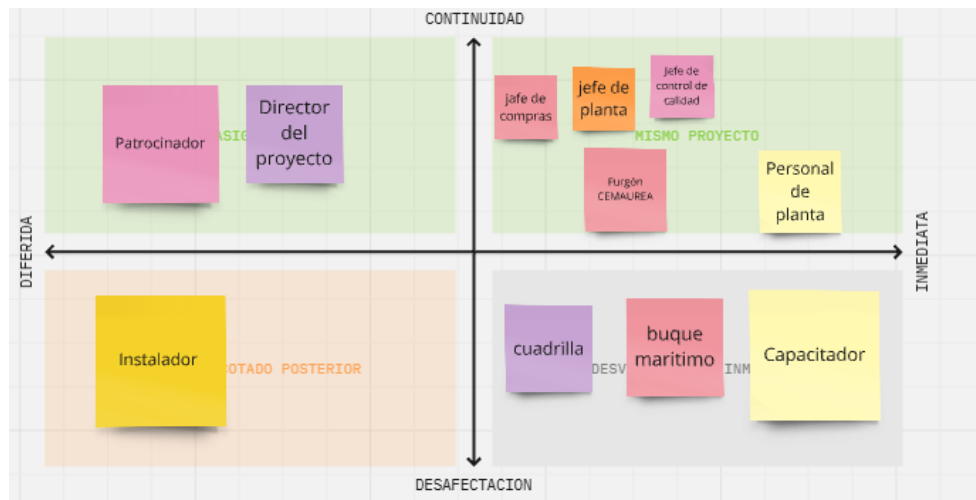 CONTINUIDAD
jafe de
compras
jefe de
planta
Jefe de
control de
calidad
Patrocinador
Director
del
proyecto
ASIG
MISMO PROYECTO
Furgón
CEMAUREA
Personal
de
planta
DIFERIDA
INMEDIATA
Instalador
COTADO POSTERIOR
cuadrilla
buque
maritimo
Capacitador
DESV
INM
DESAFECTACION